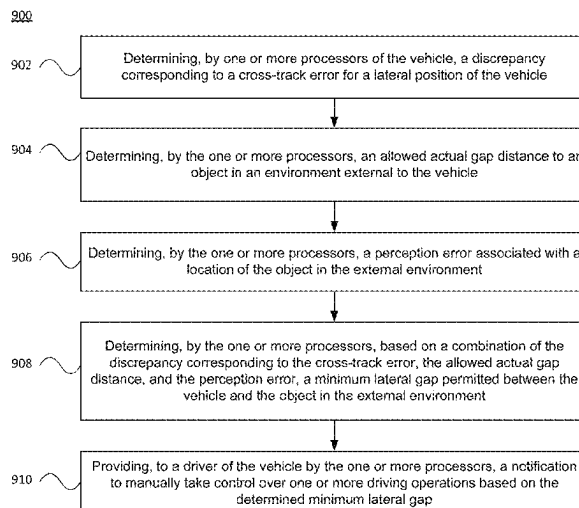 900
902
Determining, by one or more processors of the vehicle, a discrepancy
corresponding to a cross-track error for a lateral position of the vehicle
904
Determining, by the one or more processors, an allowed actual gap distance to an
object in an environment external to the vehicle
906
Determining, by the one or more processors, a perception error associated with a
location of the object in the external environment
908
Determining, by the one or more processors, based on a combination of the
discrepancy corresponding to the cross-track error, the allowed actual gap
distance, and the perception error, a minimum lateral gap permitted between the
vehicle and the object in the external environment
910
Providing, to a driver of the vehicle by the one or more processors, a notification
to manually take control over one or more driving operations based on the
determined minimum lateral gap